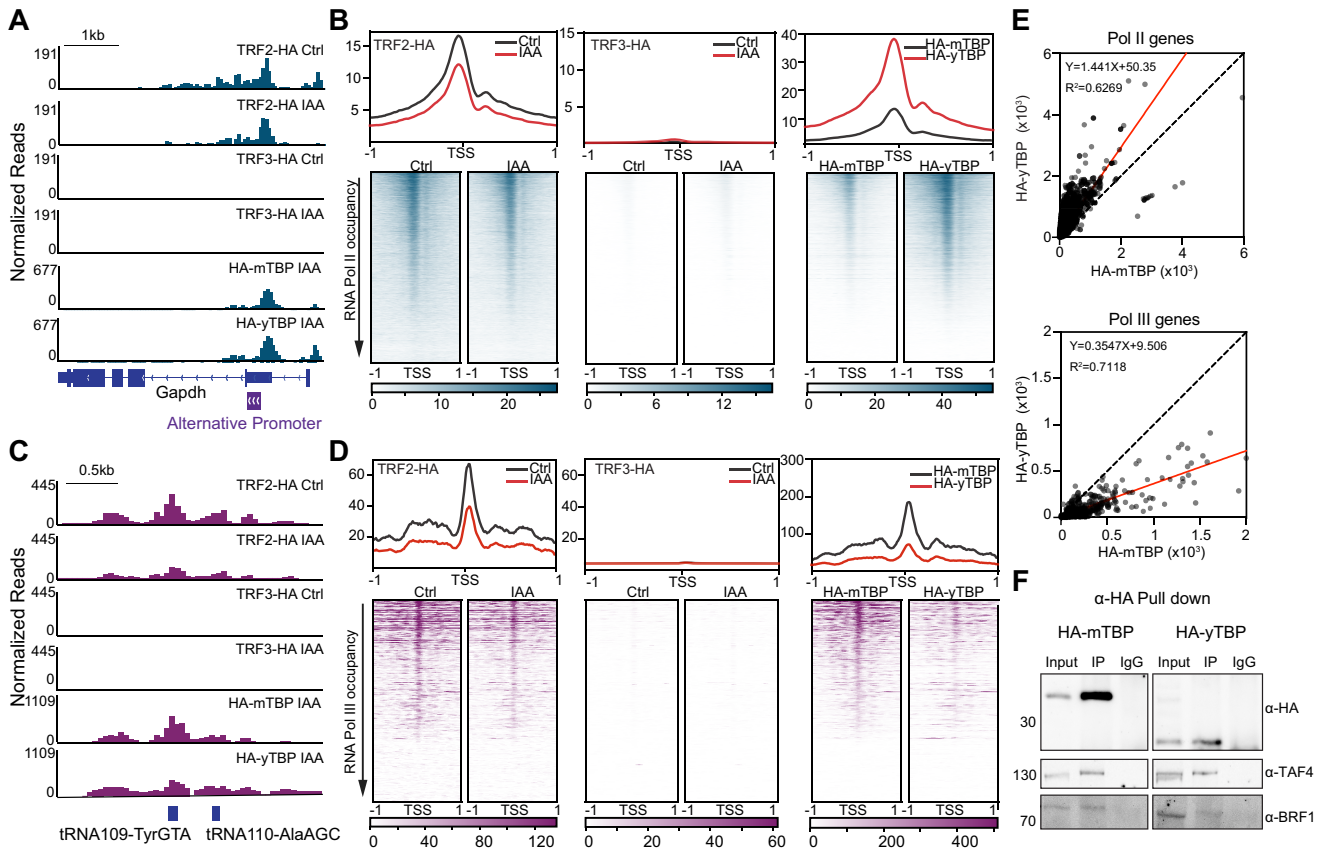 A
1kb
Normalized Reads
191
0
TRF2-HA Ctrl
191
0
TRF2-HA IAA
191
0
TRF3-HA Ctrl
191
0
TRF3-HA IAA
677
0
HA-mTBP IAA
677
0
HA-yTBP IAA
Gapdh
Alternative Promoter
B
TRF2-HA
Ctrl
IAA
15
10
5
-1
TSS
1
TRF3-HA
Ctrl
IAA
15
10
5
-1
TSS
1
HA-mTBP
HA-yTBP
40
30
20
10
-1
TSS
1
RNA Pol II occupancy
Ctrl
IAA
-1 TSS 1
-1 TSS 1
0 10 20
Ctrl
IAA
-1 TSS 1
-1 TSS 1
0 6 12
HA-mTBP
HA-yTBP
-1 TSS 1
-1 TSS 1
0 20 40 55
C
0.5kb
Normalized Reads
445
0
TRF2-HA Ctrl
445
0
TRF2-HA IAA
445
0
TRF3-HA Ctrl
445
0
TRF3-HA IAA
1109
0
HA-mTBP IAA
1109
0
HA-yTBP IAA
tRNA109-TyrGTA
tRNA110-AlaAGC
D
TRF2-HA
Ctrl
IAA
60
40
20
-1
TSS
1
TRF3-HA
Ctrl
IAA
60
40
20
-1
TSS
1
HA-mTBP
HA-yTBP
300
200
100
-1
TSS
1
RNA Pol III occupancy
Ctrl
IAA
-1 TSS 1
-1 TSS 1
0 40 80 120
Ctrl
IAA
-1 TSS 1
-1 TSS 1
0 20 40 60
HA-mTBP
HA-yTBP
-1 TSS 1
-1 TSS 1
0 200 400
E
Pol II genes
Y=1.441X+50.35
R²=0.6269
HA-yTBP (x10³)
6
4
2
0
0 2 4 6
HA-mTBP (x10³)
Pol III genes
Y=0.3547X+9.506
R²=0.7118
HA-yTBP (x10³)
2
1.5
1
0.5
0
0 0.5 1 1.5 2
HA-mTBP (x10³)
F
α-HA Pull down
HA-mTBP
HA-yTBP
Input IP IgG
Input IP IgG
30
α-HA
130
α-TAF4
70
α-BRF1